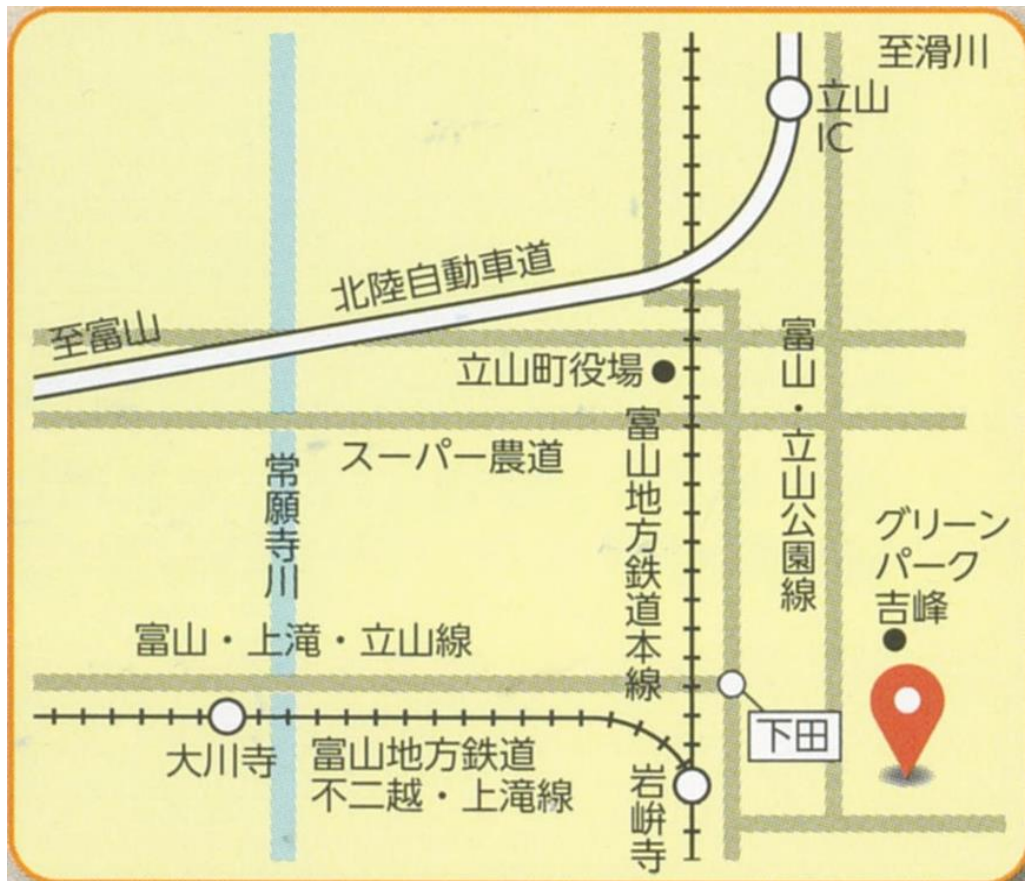 至滑川
立山
IC
北陸自動車道
至富山
立山町役場
富山・立山公園線
スーパー農道
富山地方鉄道本線
常願寺川
グリーン
パーク
吉峰
富山・上滝・立山線
下田
大川寺
富山地方鉄道
不二越・上滝線
岩峅寺